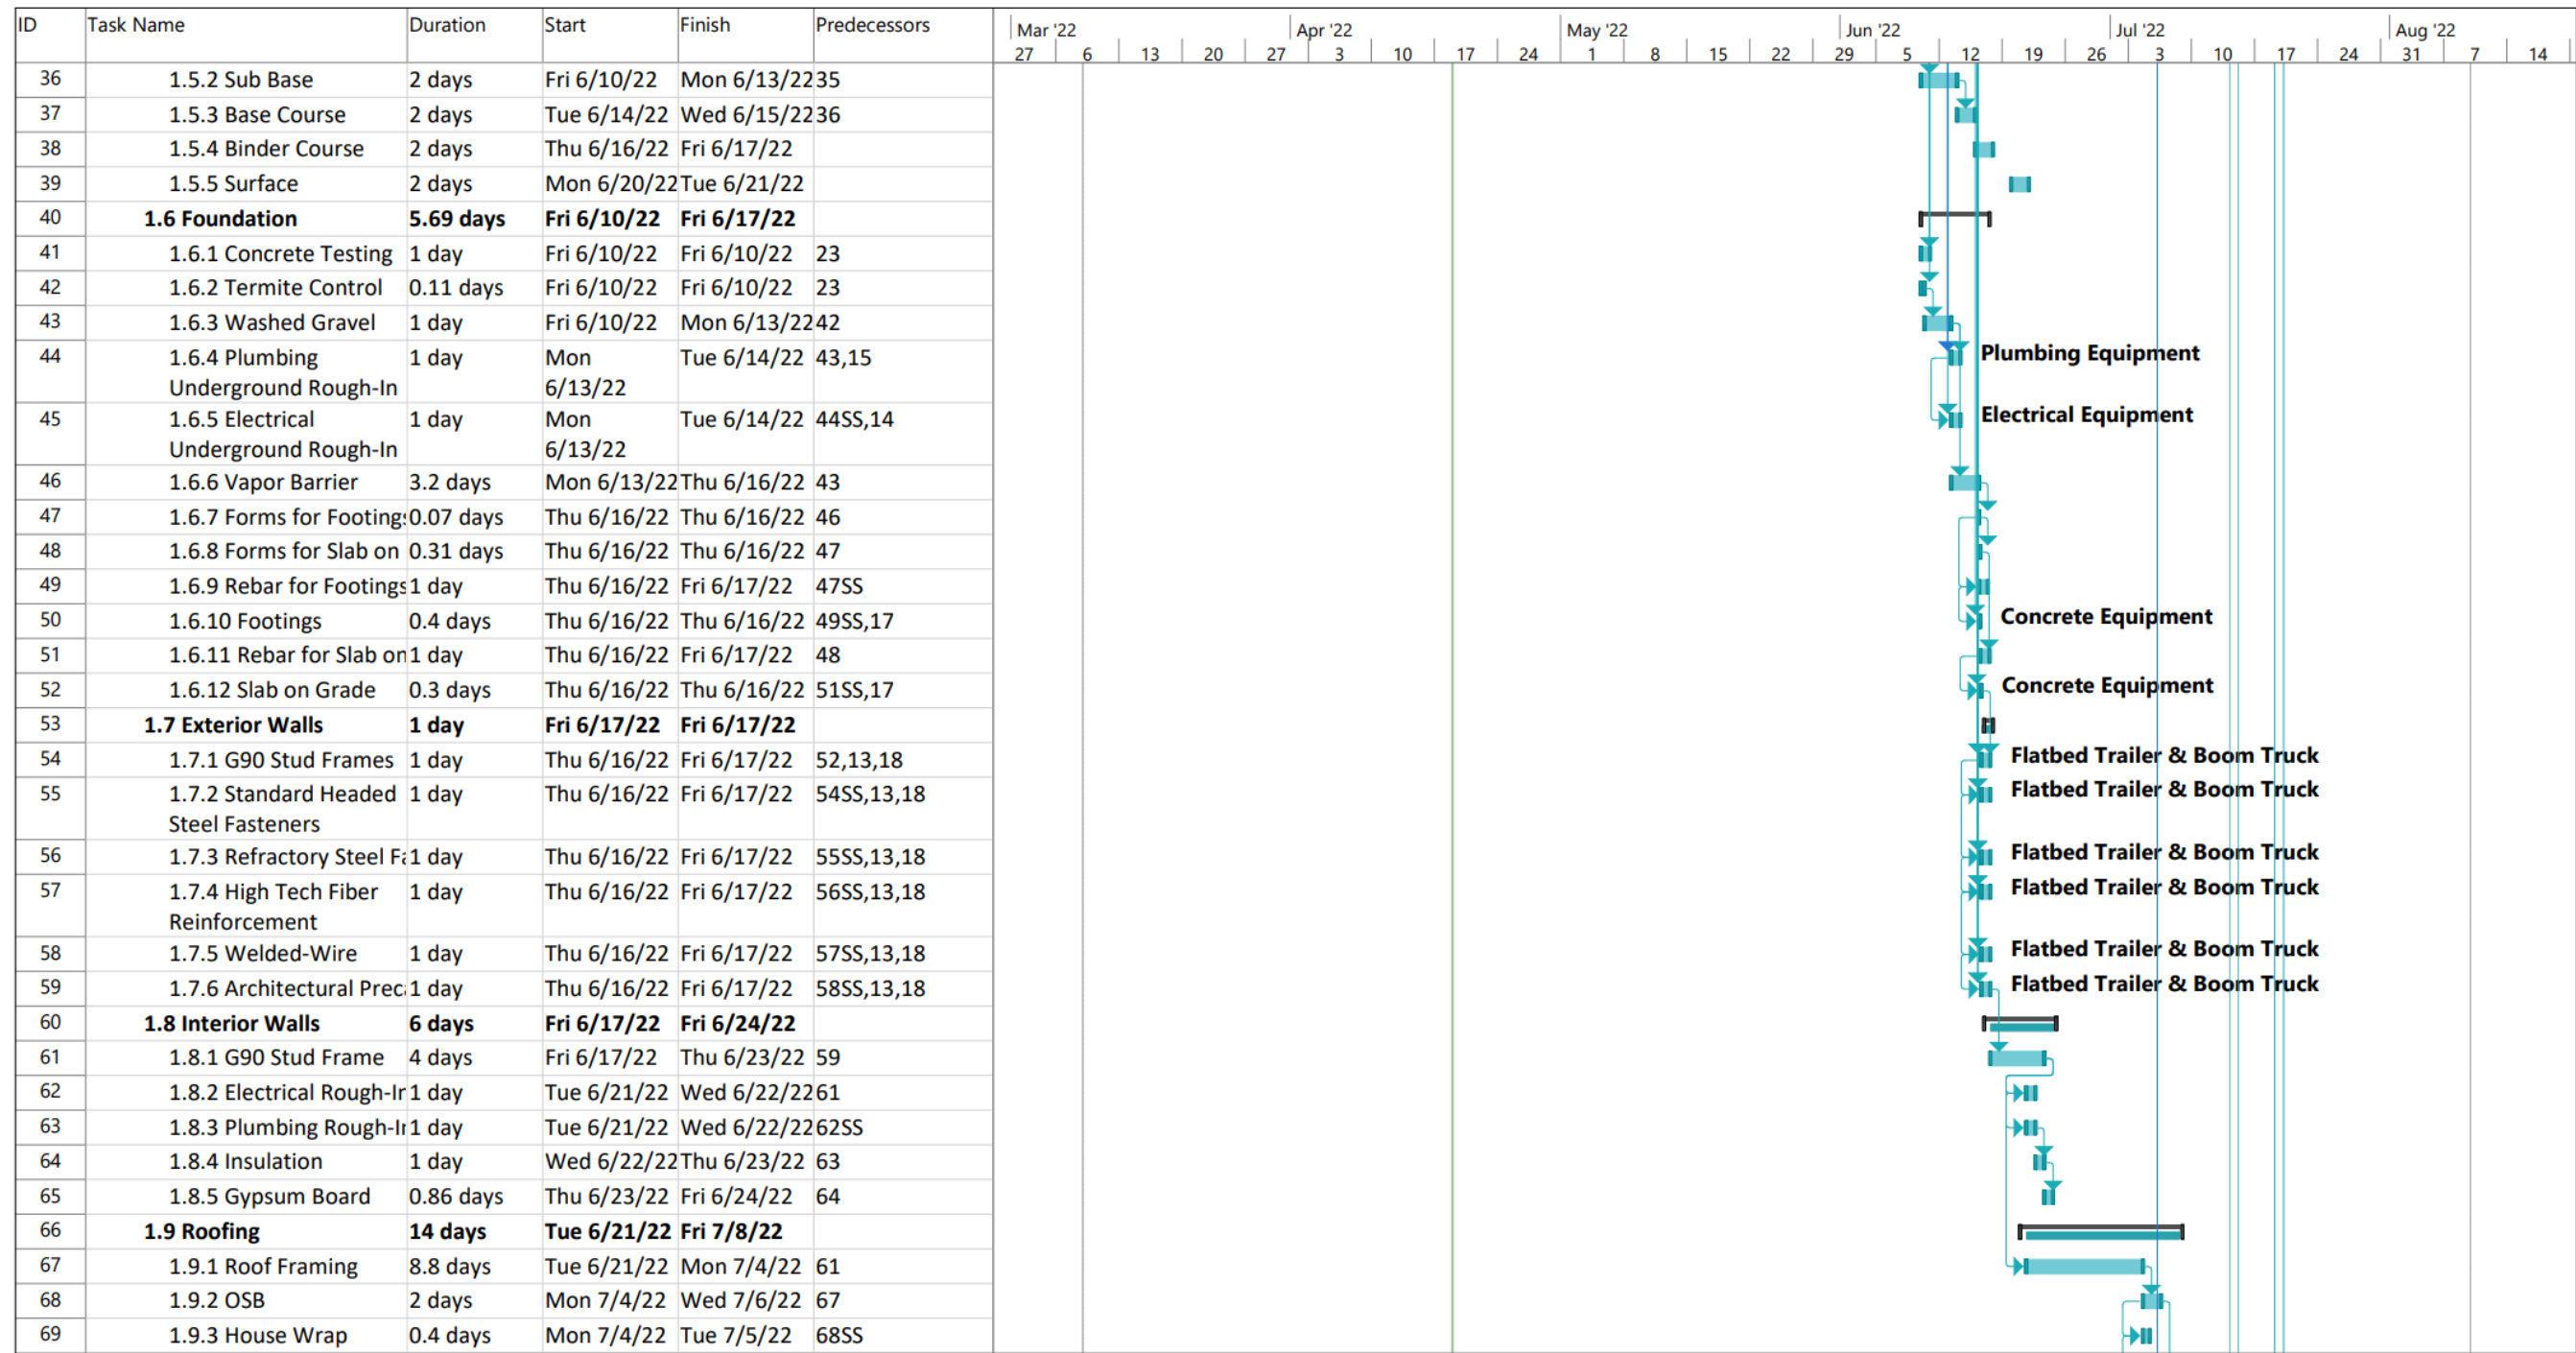 ID Task Name Duration Start Finish Predecessors
Mar '22 Apr '22 May '22 Jun '22 Jul '22 Aug '22
27 6 13 20 27 3 10 17 24 1 8 15 22 29 5 12 19 26 3 10 17 24 31 7 14
36 1.5.2 Sub Base 2 days Fri 6/10/22 Mon 6/13/22 35
37 1.5.3 Base Course 2 days Tue 6/14/22 Wed 6/15/22 36
38 1.5.4 Binder Course 2 days Thu 6/16/22 Fri 6/17/22
39 1.5.5 Surface 2 days Mon 6/20/22 Tue 6/21/22
40 1.6 Foundation 5.69 days Fri 6/10/22 Fri 6/17/22
41 1.6.1 Concrete Testing 1 day Fri 6/10/22 Fri 6/10/22 23
42 1.6.2 Termite Control 0.11 days Fri 6/10/22 Fri 6/10/22 23
43 1.6.3 Washed Gravel 1 day Fri 6/10/22 Mon 6/13/22 42
44 1.6.4 Plumbing 1 day Mon Tue 6/14/22 43,15 Plumbing Equipment
Underground Rough-In 6/13/22
45 1.6.5 Electrical 1 day Mon Tue 6/14/22 44SS,14 Electrical Equipment
Underground Rough-In 6/13/22
46 1.6.6 Vapor Barrier 3.2 days Mon 6/13/22 Thu 6/16/22 43
47 1.6.7 Forms for Footings 0.07 days Thu 6/16/22 Thu 6/16/22 46
48 1.6.8 Forms for Slab on 0.31 days Thu 6/16/22 Thu 6/16/22 47
49 1.6.9 Rebar for Footings 1 day Thu 6/16/22 Fri 6/17/22 47SS
50 1.6.10 Footings 0.4 days Thu 6/16/22 Thu 6/16/22 49SS,17 Concrete Equipment
51 1.6.11 Rebar for Slab on 1 day Thu 6/16/22 Fri 6/17/22 48
52 1.6.12 Slab on Grade 0.3 days Thu 6/16/22 Thu 6/16/22 51SS,17 Concrete Equipment
53 1.7 Exterior Walls 1 day Fri 6/17/22 Fri 6/17/22
54 1.7.1 G90 Stud Frames 1 day Thu 6/16/22 Fri 6/17/22 52,13,18 Flatbed Trailer & Boom Truck
55 1.7.2 Standard Headed 1 day Thu 6/16/22 Fri 6/17/22 54SS,13,18 Flatbed Trailer & Boom Truck
Steel Fasteners
56 1.7.3 Refractory Steel Fa 1 day Thu 6/16/22 Fri 6/17/22 55SS,13,18 Flatbed Trailer & Boom Truck
57 1.7.4 High Tech Fiber 1 day Thu 6/16/22 Fri 6/17/22 56SS,13,18 Flatbed Trailer & Boom Truck
Reinforcement
58 1.7.5 Welded-Wire 1 day Thu 6/16/22 Fri 6/17/22 57SS,13,18 Flatbed Trailer & Boom Truck
59 1.7.6 Architectural Prec 1 day Thu 6/16/22 Fri 6/17/22 58SS,13,18 Flatbed Trailer & Boom Truck
60 1.8 Interior Walls 6 days Fri 6/17/22 Fri 6/24/22
61 1.8.1 G90 Stud Frame 4 days Fri 6/17/22 Thu 6/23/22 59
62 1.8.2 Electrical Rough-In 1 day Tue 6/21/22 Wed 6/22/22 61
63 1.8.3 Plumbing Rough-In 1 day Tue 6/21/22 Wed 6/22/22 62SS
64 1.8.4 Insulation 1 day Wed 6/22/22 Thu 6/23/22 63
65 1.8.5 Gypsum Board 0.86 days Thu 6/23/22 Fri 6/24/22 64
66 1.9 Roofing 14 days Tue 6/21/22 Fri 7/8/22
67 1.9.1 Roof Framing 8.8 days Tue 6/21/22 Mon 7/4/22 61
68 1.9.2 OSB 2 days Mon 7/4/22 Wed 7/6/22 67
69 1.9.3 House Wrap 0.4 days Mon 7/4/22 Tue 7/5/22 68SS